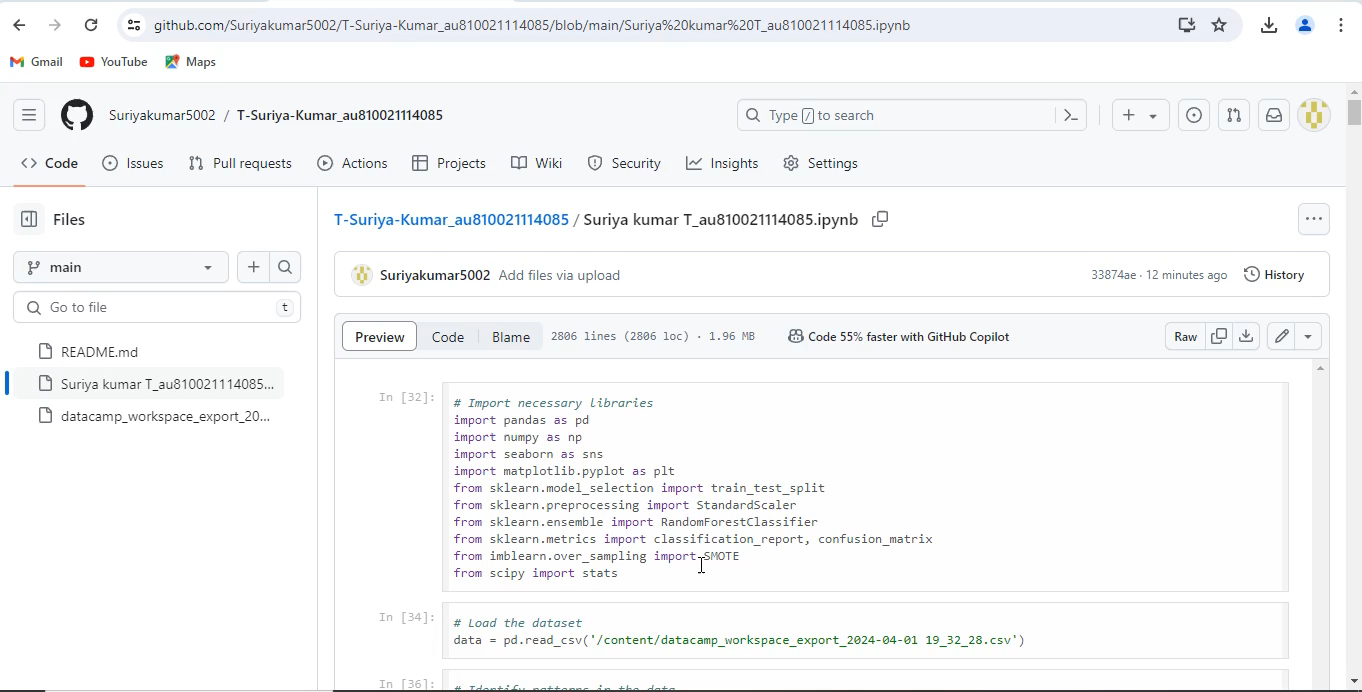 github.com/Suriyakumar5002/T-Suriya-Kumar_au810021114085/blob/main/Suriya%20kumar%20T_au810021114085.ipynb
Gmail YouTube Maps
Suriyakumar5002 / T-Suriya-Kumar_au810021114085 Type / to search
Code Issues Pull requests Actions Projects Wiki Security Insights Settings
Files
T-Suriya-Kumar_au810021114085 / Suriya kumar T_au810021114085.ipynb
main
Suriyakumar5002 Add files via upload 33874ae · 12 minutes ago History
Go to file t
Preview Code Blame 2806 lines (2806 loc) · 1.96 MB Code 55% faster with GitHub Copilot Raw
README.md
Suriya kumar T_au810021114085...
datacamp_workspace_export_20...
In [32]:
# Import necessary libraries
import pandas as pd
import numpy as np
import seaborn as sns
import matplotlib.pyplot as plt
from sklearn.model_selection import train_test_split
from sklearn.preprocessing import StandardScaler
from sklearn.ensemble import RandomForestClassifier
from sklearn.metrics import classification_report, confusion_matrix
from imblearn.over_sampling import SMOTE
from scipy import stats
In [34]:
# Load the dataset
data = pd.read_csv('/content/datacamp_workspace_export_2024-04-01 19_32_28.csv')
In [36]:
# Identify patterns in the data